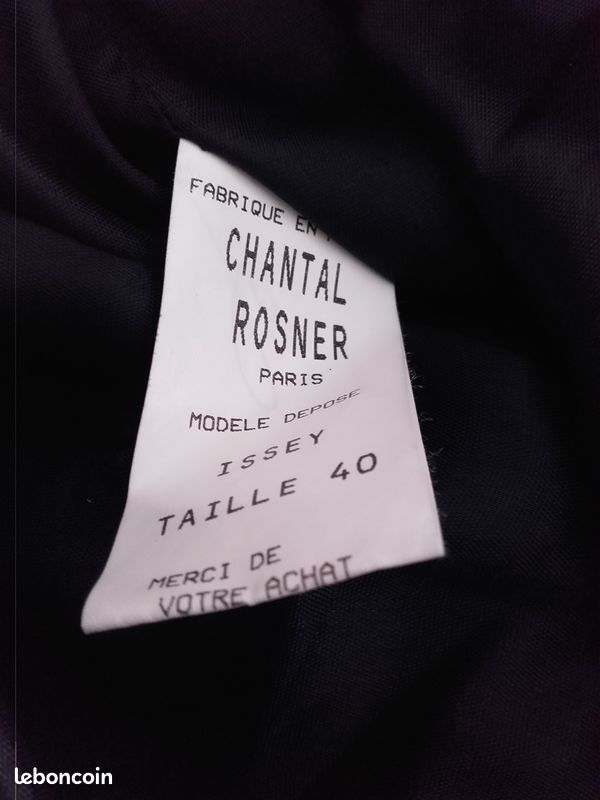 FABRIQUE EN
CHANTAL
ROSNER
PARIS
MODELE DEPOSE
ISSEY
TAILLE 40
MERCI DE
VOTRE ACHAT
leboncoin